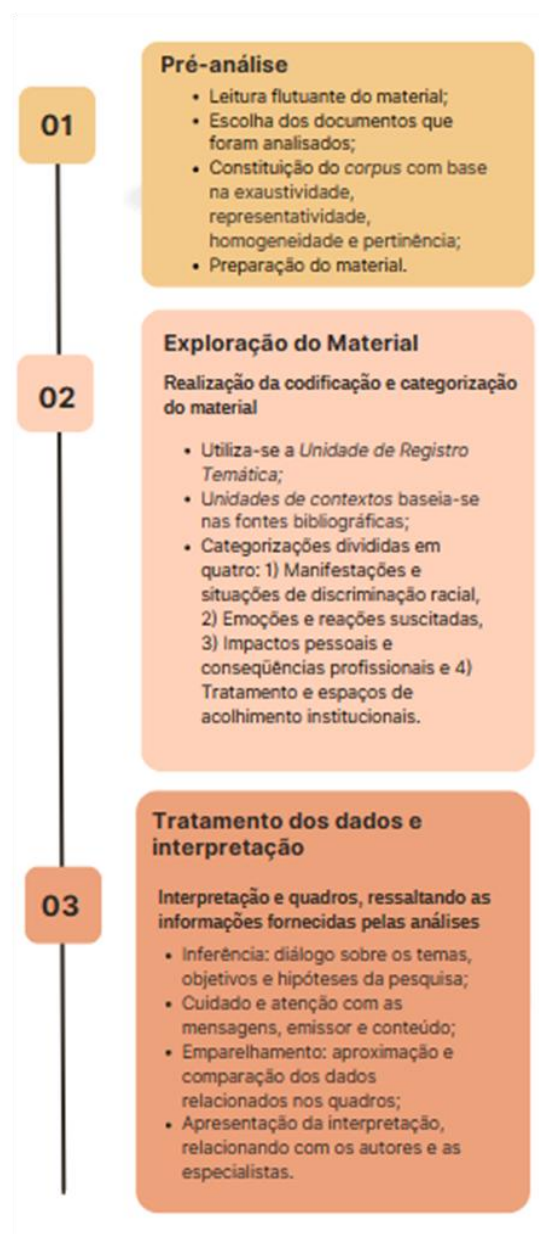 01
Pré-análise
• Leitura flutuante do material;
• Escolha dos documentos que
foram analisados;
• Constituição do corpus com base
na exaustividade,
representatividade,
homogeneidade e pertinência;
• Preparação do material.
02
Exploração do Material
Realização da codificação e categorização
do material
• Utiliza-se a Unidade de Registro
Temática;
• Unidades de contextos baseia-se
nas fontes bibliográficas;
• Categorizações divididas em
quatro: 1) Manifestações e
situações de discriminação racial,
2) Emoções e reações suscitadas,
3) Impactos pessoais e
conseqüências profissionais e 4)
Tratamento e espaços de
acolhimento institucionais.
03
Tratamento dos dados e
interpretação
Interpretação e quadros, ressaltando as
informações fornecidas pelas análises
• Inferência: diálogo sobre os temas,
objetivos e hipóteses da pesquisa;
• Cuidado e atenção com as
mensagens, emissor e conteúdo;
• Emparelhamento: aproximação e
comparação dos dados
relacionados nos quadros;
• Apresentação da interpretação,
relacionando com os autores e as
especialistas.